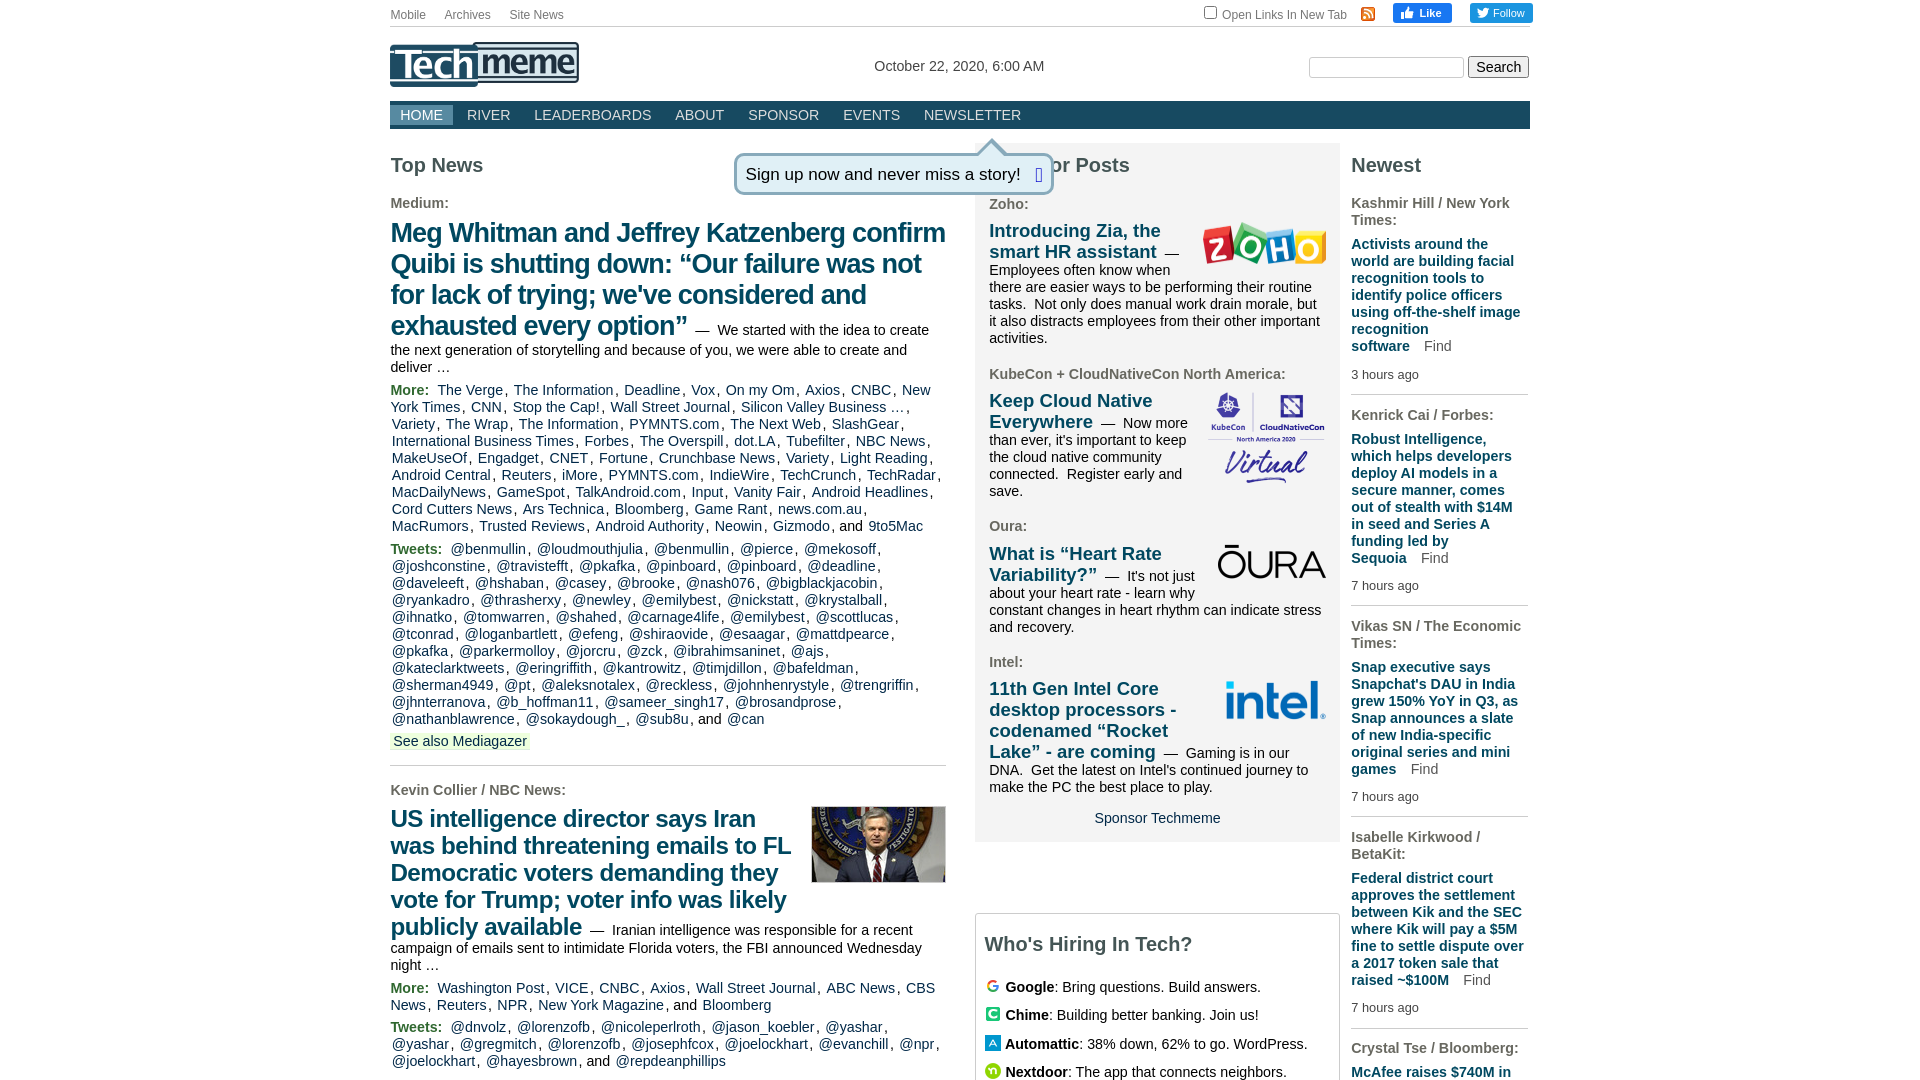 Mobile Archives Site News
Open Links In New Tab Like Follow
Techmeme
October 22, 2020, 6:00 AM
Search
HOME RIVER LEADERBOARDS ABOUT SPONSOR EVENTS NEWSLETTER
Sign up now and never miss a story!
Top News
Medium:
Meg Whitman and Jeffrey Katzenberg confirm
Quibi is shutting down: “Our failure was not
for lack of trying; we've considered and
exhausted every option” — We started with the idea to create
the next generation of storytelling and because of you, we were able to create and
deliver …
More: The Verge, The Information, Deadline, Vox, On my Om, Axios, CNBC, New
York Times, CNN, Stop the Cap!, Wall Street Journal, Silicon Valley Business …,
Variety, The Wrap, The Information, PYMNTS.com, The Next Web, SlashGear,
International Business Times, Forbes, The Overspill, dot.LA, Tubefilter, NBC News,
MakeUseOf, Engadget, CNET, Fortune, Crunchbase News, Variety, Light Reading,
Android Central, Reuters, iMore, PYMNTS.com, IndieWire, TechCrunch, TechRadar,
MacDailyNews, GameSpot, TalkAndroid.com, Input, Vanity Fair, Android Headlines,
Cord Cutters News, Ars Technica, Bloomberg, Game Rant, news.com.au,
MacRumors, Trusted Reviews, Android Authority, Neowin, Gizmodo, and 9to5Mac
Tweets: @benmullin, @loudmouthjulia, @benmullin, @pierce, @mekosoff,
@joshconstine, @travistefft, @pkafka, @pinboard, @pinboard, @deadline,
@daveleeft, @hshaban, @casey, @brooke, @nash076, @bigblackjacobin,
@ryankadro, @thrasherxy, @newley, @emilybest, @nickstatt, @krystalball,
@ihnatko, @tomwarren, @shahed, @carnage4life, @emilybest, @scottlucas,
@tconrad, @loganbartlett, @efeng, @shiraovide, @esaagar, @mattdpearce,
@pkafka, @parkermolloy, @jorcru, @zck, @ibrahimsaninet, @ajs,
@kateclarktweets, @eringriffith, @kantrowitz, @timjdillon, @bafeldman,
@sherman4949, @pt, @aleksnotalex, @reckless, @johnhenrystyle, @trengriffin,
@jhnterranova, @b_hoffman11, @sameer_singh17, @brosandprose,
@nathanblawrence, @sokaydough_, @sub8u, and @can
See also Mediagazer
Kevin Collier / NBC News:
US intelligence director says Iran
was behind threatening emails to FL
Democratic voters demanding they
vote for Trump; voter info was likely
publicly available — Iranian intelligence was responsible for a recent
campaign of emails sent to intimidate Florida voters, the FBI announced Wednesday
night …
More: Washington Post, VICE, CNBC, Axios, Wall Street Journal, ABC News, CBS
News, Reuters, NPR, New York Magazine, and Bloomberg
Tweets: @dnvolz, @lorenzofb, @nicoleperlroth, @jason_koebler, @yashar,
@yashar, @gregmitch, @lorenzofb, @josephfcox, @joelockhart, @evanchill, @npr,
@joelockhart, @hayesbrown, and @repdeanphillips
or Posts
Zoho:
Introducing Zia, the
smart HR assistant —
Employees often know when
there are easier ways to be performing their routine
tasks. Not only does manual work drain morale, but
it also distracts employees from their other important
activities.
ZOHO
KubeCon + CloudNativeCon North America:
Keep Cloud Native
Everywhere — Now more
than ever, it's important to keep
the cloud native community
connected. Register early and
save.
KubeCon CloudNativeCon
North America 2020
Virtual
Oura:
What is “Heart Rate
Variability?” — It's not just
about your heart rate - learn why
constant changes in heart rhythm can indicate stress
and recovery.
ŌURA
Intel:
11th Gen Intel Core
desktop processors -
codenamed “Rocket
Lake” - are coming — Gaming is in our
DNA. Get the latest on Intel's continued journey to
make the PC the best place to play.
intel.
Sponsor Techmeme
Who's Hiring In Tech?
Google: Bring questions. Build answers.
Chime: Building better banking. Join us!
Automattic: 38% down, 62% to go. WordPress.
Nextdoor: The app that connects neighbors.
Newest
Kashmir Hill / New York
Times:
Activists around the
world are building facial
recognition tools to
identify police officers
using off-the-shelf image
recognition
software Find
3 hours ago
Kenrick Cai / Forbes:
Robust Intelligence,
which helps developers
deploy AI models in a
secure manner, comes
out of stealth with $14M
in seed and Series A
funding led by
Sequoia Find
7 hours ago
Vikas SN / The Economic
Times:
Snap executive says
Snapchat's DAU in India
grew 150% YoY in Q3, as
Snap announces a slate
of new India-specific
original series and mini
games Find
7 hours ago
Isabelle Kirkwood /
BetaKit:
Federal district court
approves the settlement
between Kik and the SEC
where Kik will pay a $5M
fine to settle dispute over
a 2017 token sale that
raised ~$100M Find
7 hours ago
Crystal Tse / Bloomberg:
McAfee raises $740M in